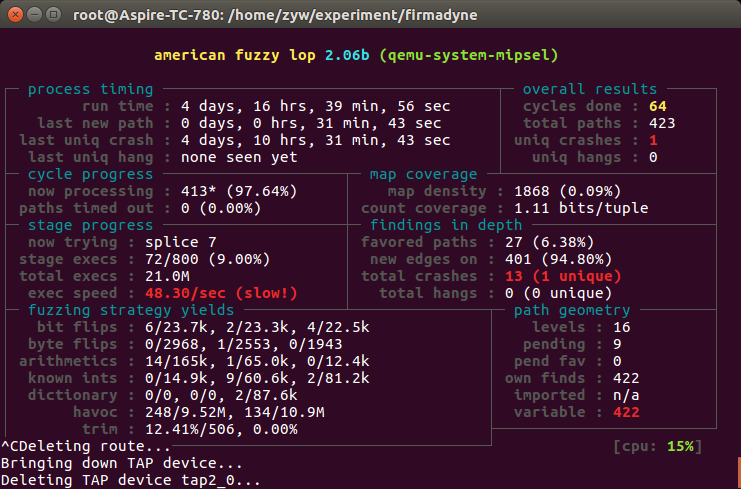 root@Aspire-TC-780: /home/zyw/experiment/firmadyne
american fuzzy lop 2.06b (qemu-system-mipsel)
process timing overall results
run time : 4 days, 16 hrs, 39 min, 56 sec cycles done : 64
last new path : 0 days, 0 hrs, 31 min, 43 sec total paths : 423
last uniq crash : 4 days, 10 hrs, 31 min, 43 sec uniq crashes : 1
last uniq hang : none seen yet uniq hangs : 0
cycle progress map coverage
now processing : 413* (97.64%) map density : 1868 (0.09%)
paths timed out : 0 (0.00%) count coverage : 1.11 bits/tuple
stage progress findings in depth
now trying : splice 7 favored paths : 27 (6.38%)
stage execs : 72/800 (9.00%) new edges on : 401 (94.80%)
total execs : 21.0M total crashes : 13 (1 unique)
exec speed : 48.30/sec (slow!) total hangs : 0 (0 unique)
fuzzing strategy yields path geometry
bit flips : 6/23.7k, 2/23.3k, 4/22.5k levels : 16
byte flips : 0/2968, 1/2553, 0/1943 pending : 9
arithmetics : 14/165k, 1/65.0k, 0/12.4k pend fav : 0
known ints : 0/14.9k, 9/60.6k, 2/81.2k own finds : 422
dictionary : 0/0, 0/0, 2/87.6k imported : n/a
havoc : 248/9.52M, 134/10.9M variable : 422
trim : 12.41%/506, 0.00%
^CDeleting route... [cpu: 15%]
Bringing down TAP device...
Deleting TAP device tap2_0...